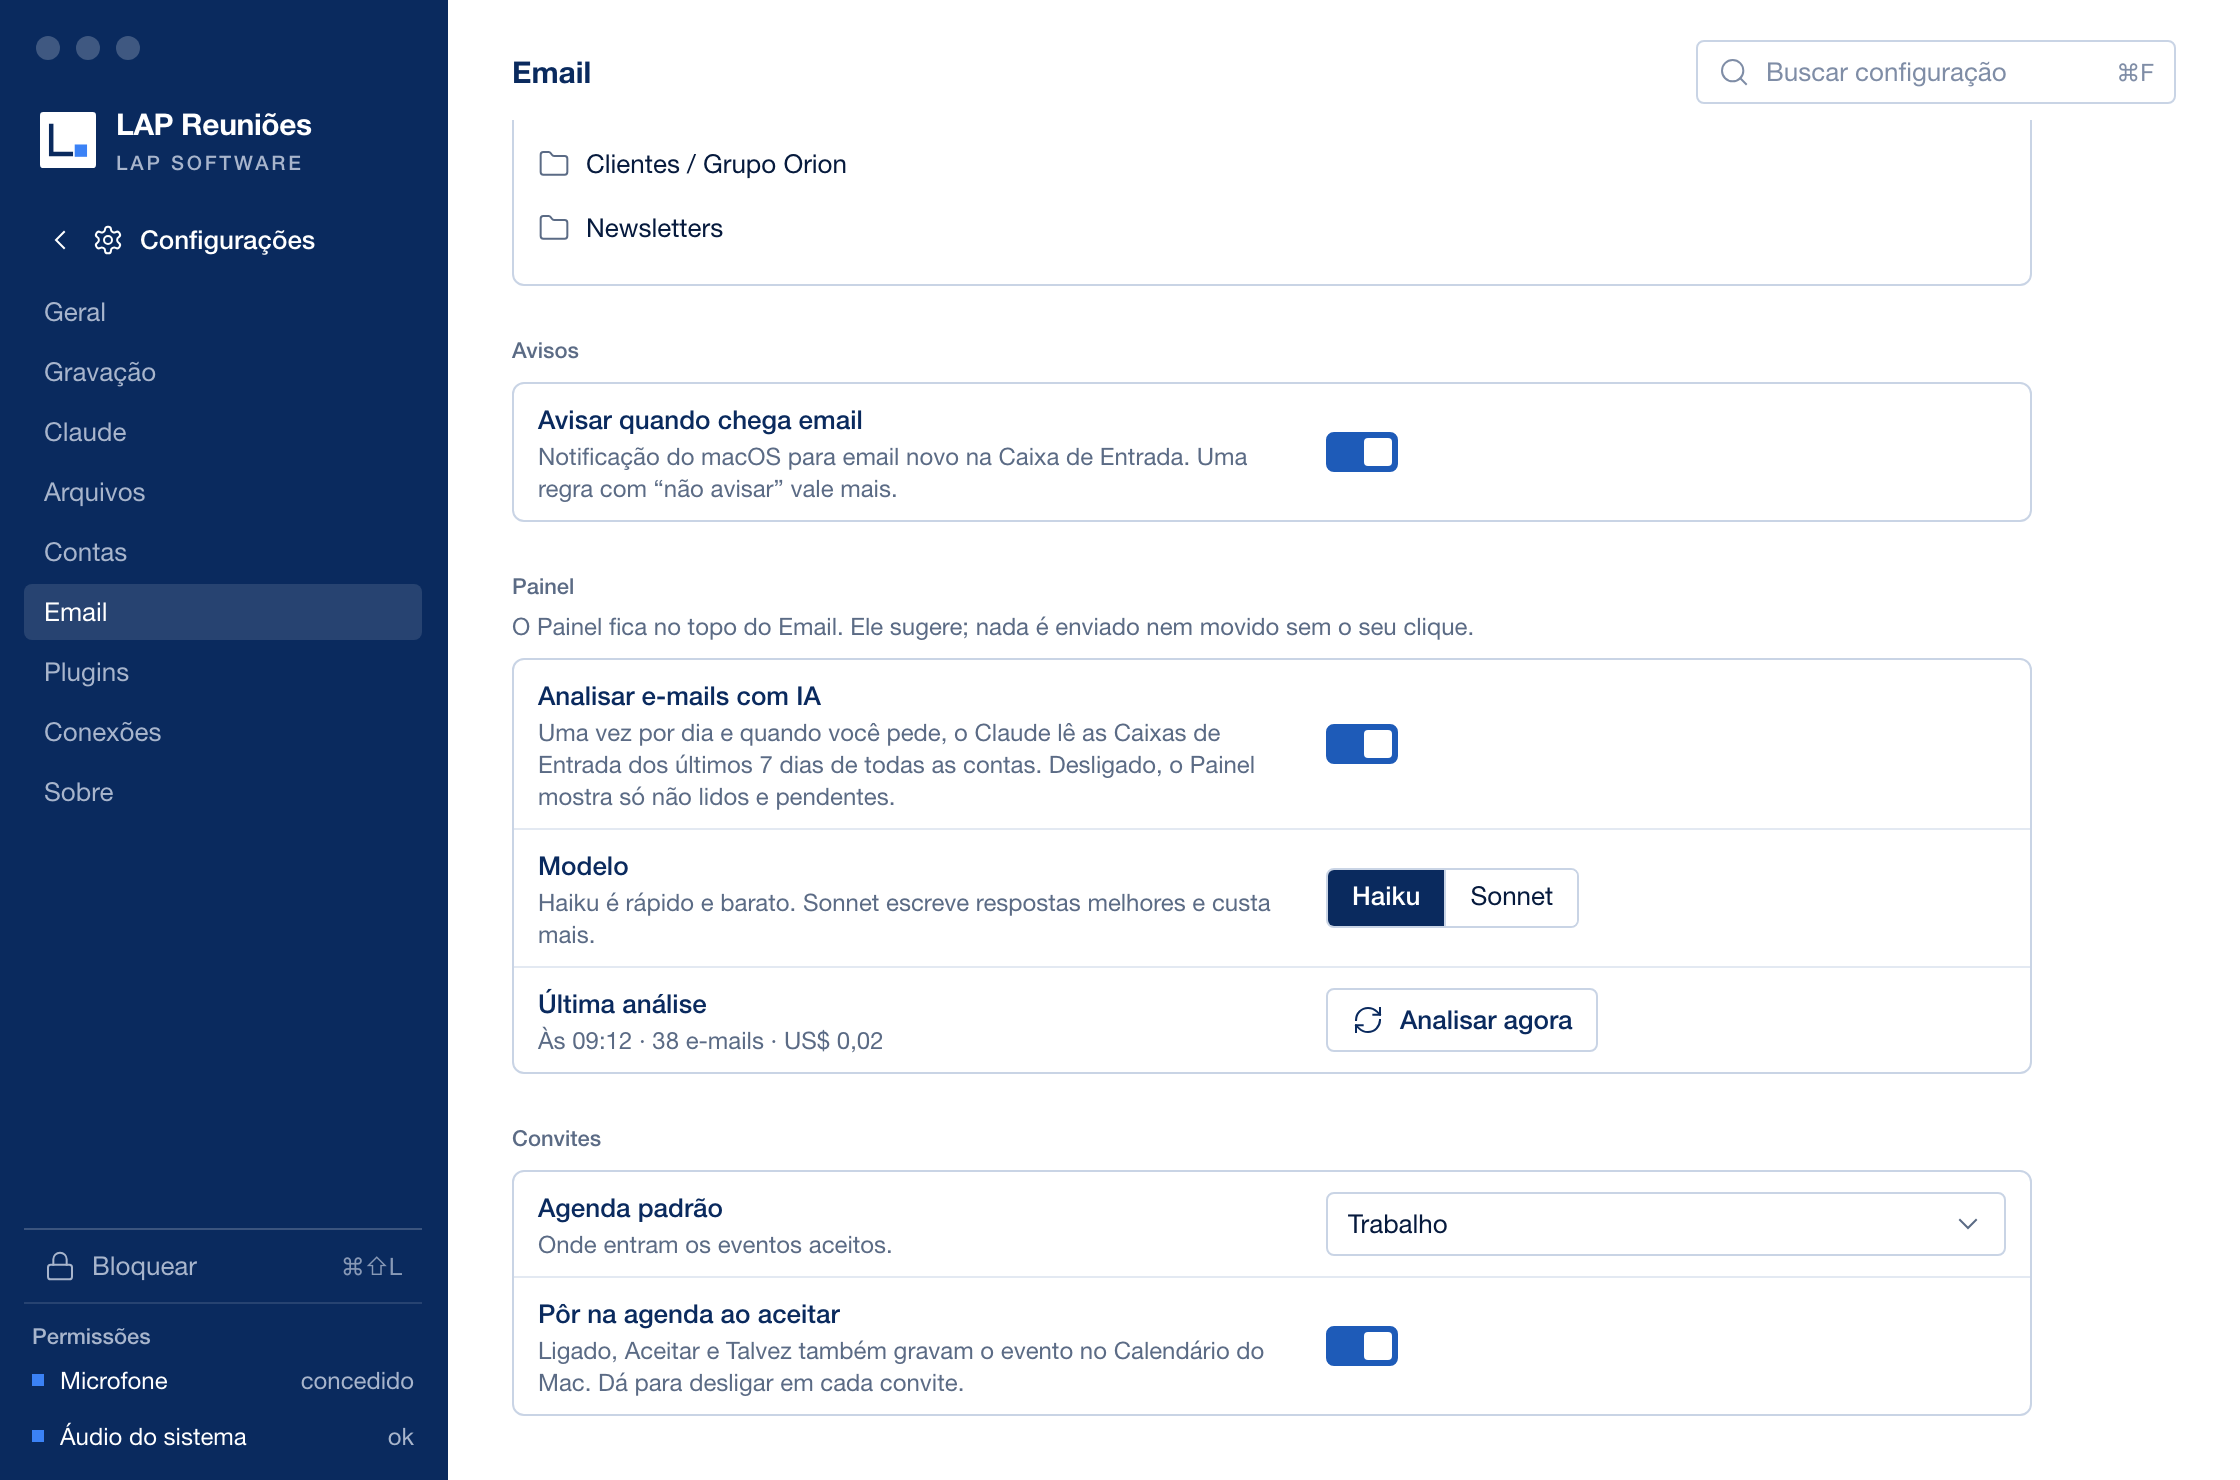 LAP Reuniões
LAP SOFTWARE
Configurações
Geral
Gravação
Claude
Arquivos
Contas
Email
Plugins
Conexões
Sobre
Bloquear ⌘⇧L
Permissões
Microfone concedido
Áudio do sistema ok
Email
Buscar configuração ⌘F
Clientes / Grupo Orion
Newsletters
Avisos
Avisar quando chega email
Notificação do macOS para email novo na Caixa de Entrada. Uma
regra com “não avisar” vale mais.
Painel
O Painel fica no topo do Email. Ele sugere; nada é enviado nem movido sem o seu clique.
Analisar e-mails com IA
Uma vez por dia e quando você pede, o Claude lê as Caixas de
Entrada dos últimos 7 dias de todas as contas. Desligado, o Painel
mostra só não lidos e pendentes.
Modelo
Haiku é rápido e barato. Sonnet escreve respostas melhores e custa
mais.
Haiku Sonnet
Última análise
Às 09:12 · 38 e-mails · US$ 0,02
Analisar agora
Convites
Agenda padrão
Onde entram os eventos aceitos.
Trabalho
Pôr na agenda ao aceitar
Ligado, Aceitar e Talvez também gravam o evento no Calendário do
Mac. Dá para desligar em cada convite.